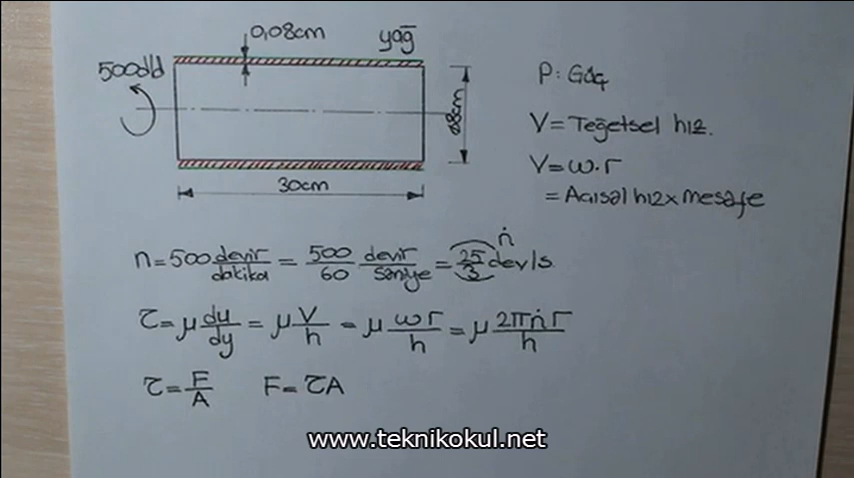 0,08cm
yağ
500d/d
8cm
30cm
P: Güç
V = Teğetsel hız.
V = ω.r
= Açısal hız x mesafe
n = 500 devir/dakika = 500/60 devir/saniye = 25/3 dev/s. ṅ
τ = μ du/dy = μ V/h = μ ωr/h = μ 2πṅr/h
τ = F/A F = τA
www.teknikokul.net